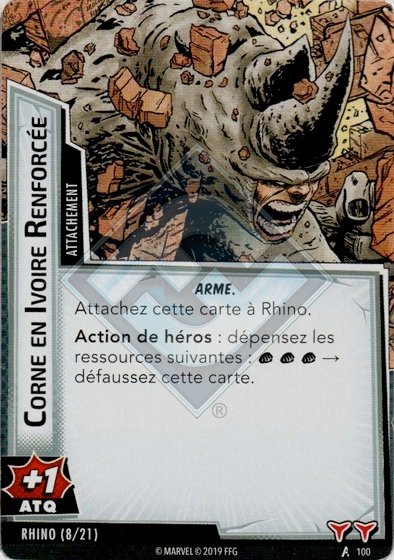 CORNE EN IVOIRE RENFORCÉE
ATTACHEMENT
ARME.
Attachez cette carte à Rhino.
Action de héros : dépensez les
ressources suivantes : →
défaussez cette carte.
®
+1
ATQ
RHINO (8/21)
© MARVEL © 2019 FFG
A 100